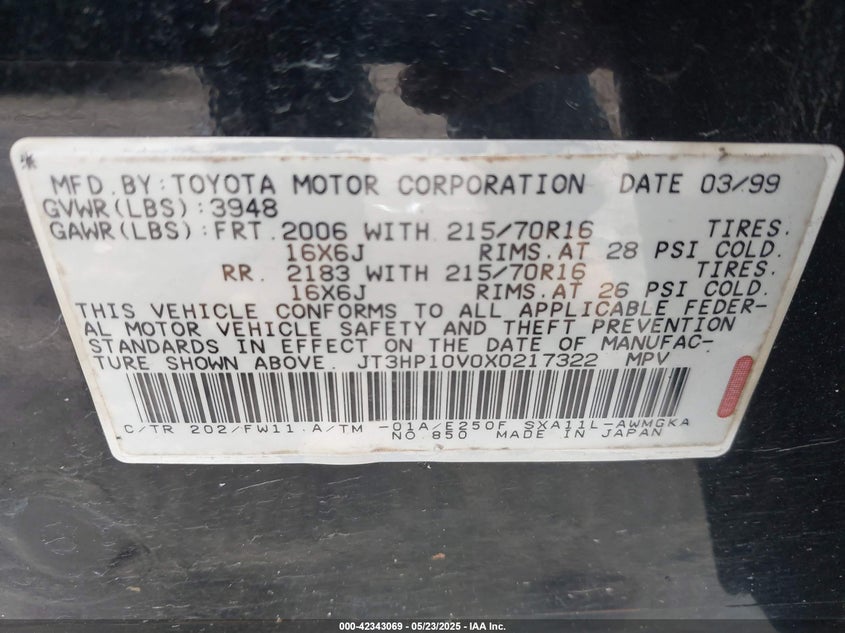 MFD.BY:TOYOTA MOTOR CORPORATION DATE 03/99
GVWR(LBS):3948
GAWR(LBS):FRT.2006 WITH 215/70R16 TIRES.
16X6J RIMS.AT 28 PSI COLD.
RR. 2183 WITH 215/70R16 TIRES.
16X6J RIMS.AT 26 PSI COLD.
THIS VEHICLE CONFORMS TO ALL APPLICABLE FEDER-
AL MOTOR VEHICLE SAFETY AND THEFT PREVENTION
STANDARDS IN EFFECT ON THE DATE OF MANUFAC-
TURE SHOWN ABOVE. JT3HP10V0X0217322 MPV
C/TR 202/FW11.A/TM -01A/E250F SXA11L-AWMGKA
NO.850 MADE IN JAPAN
000-42343069 - 05/23/2025 - IAA Inc.